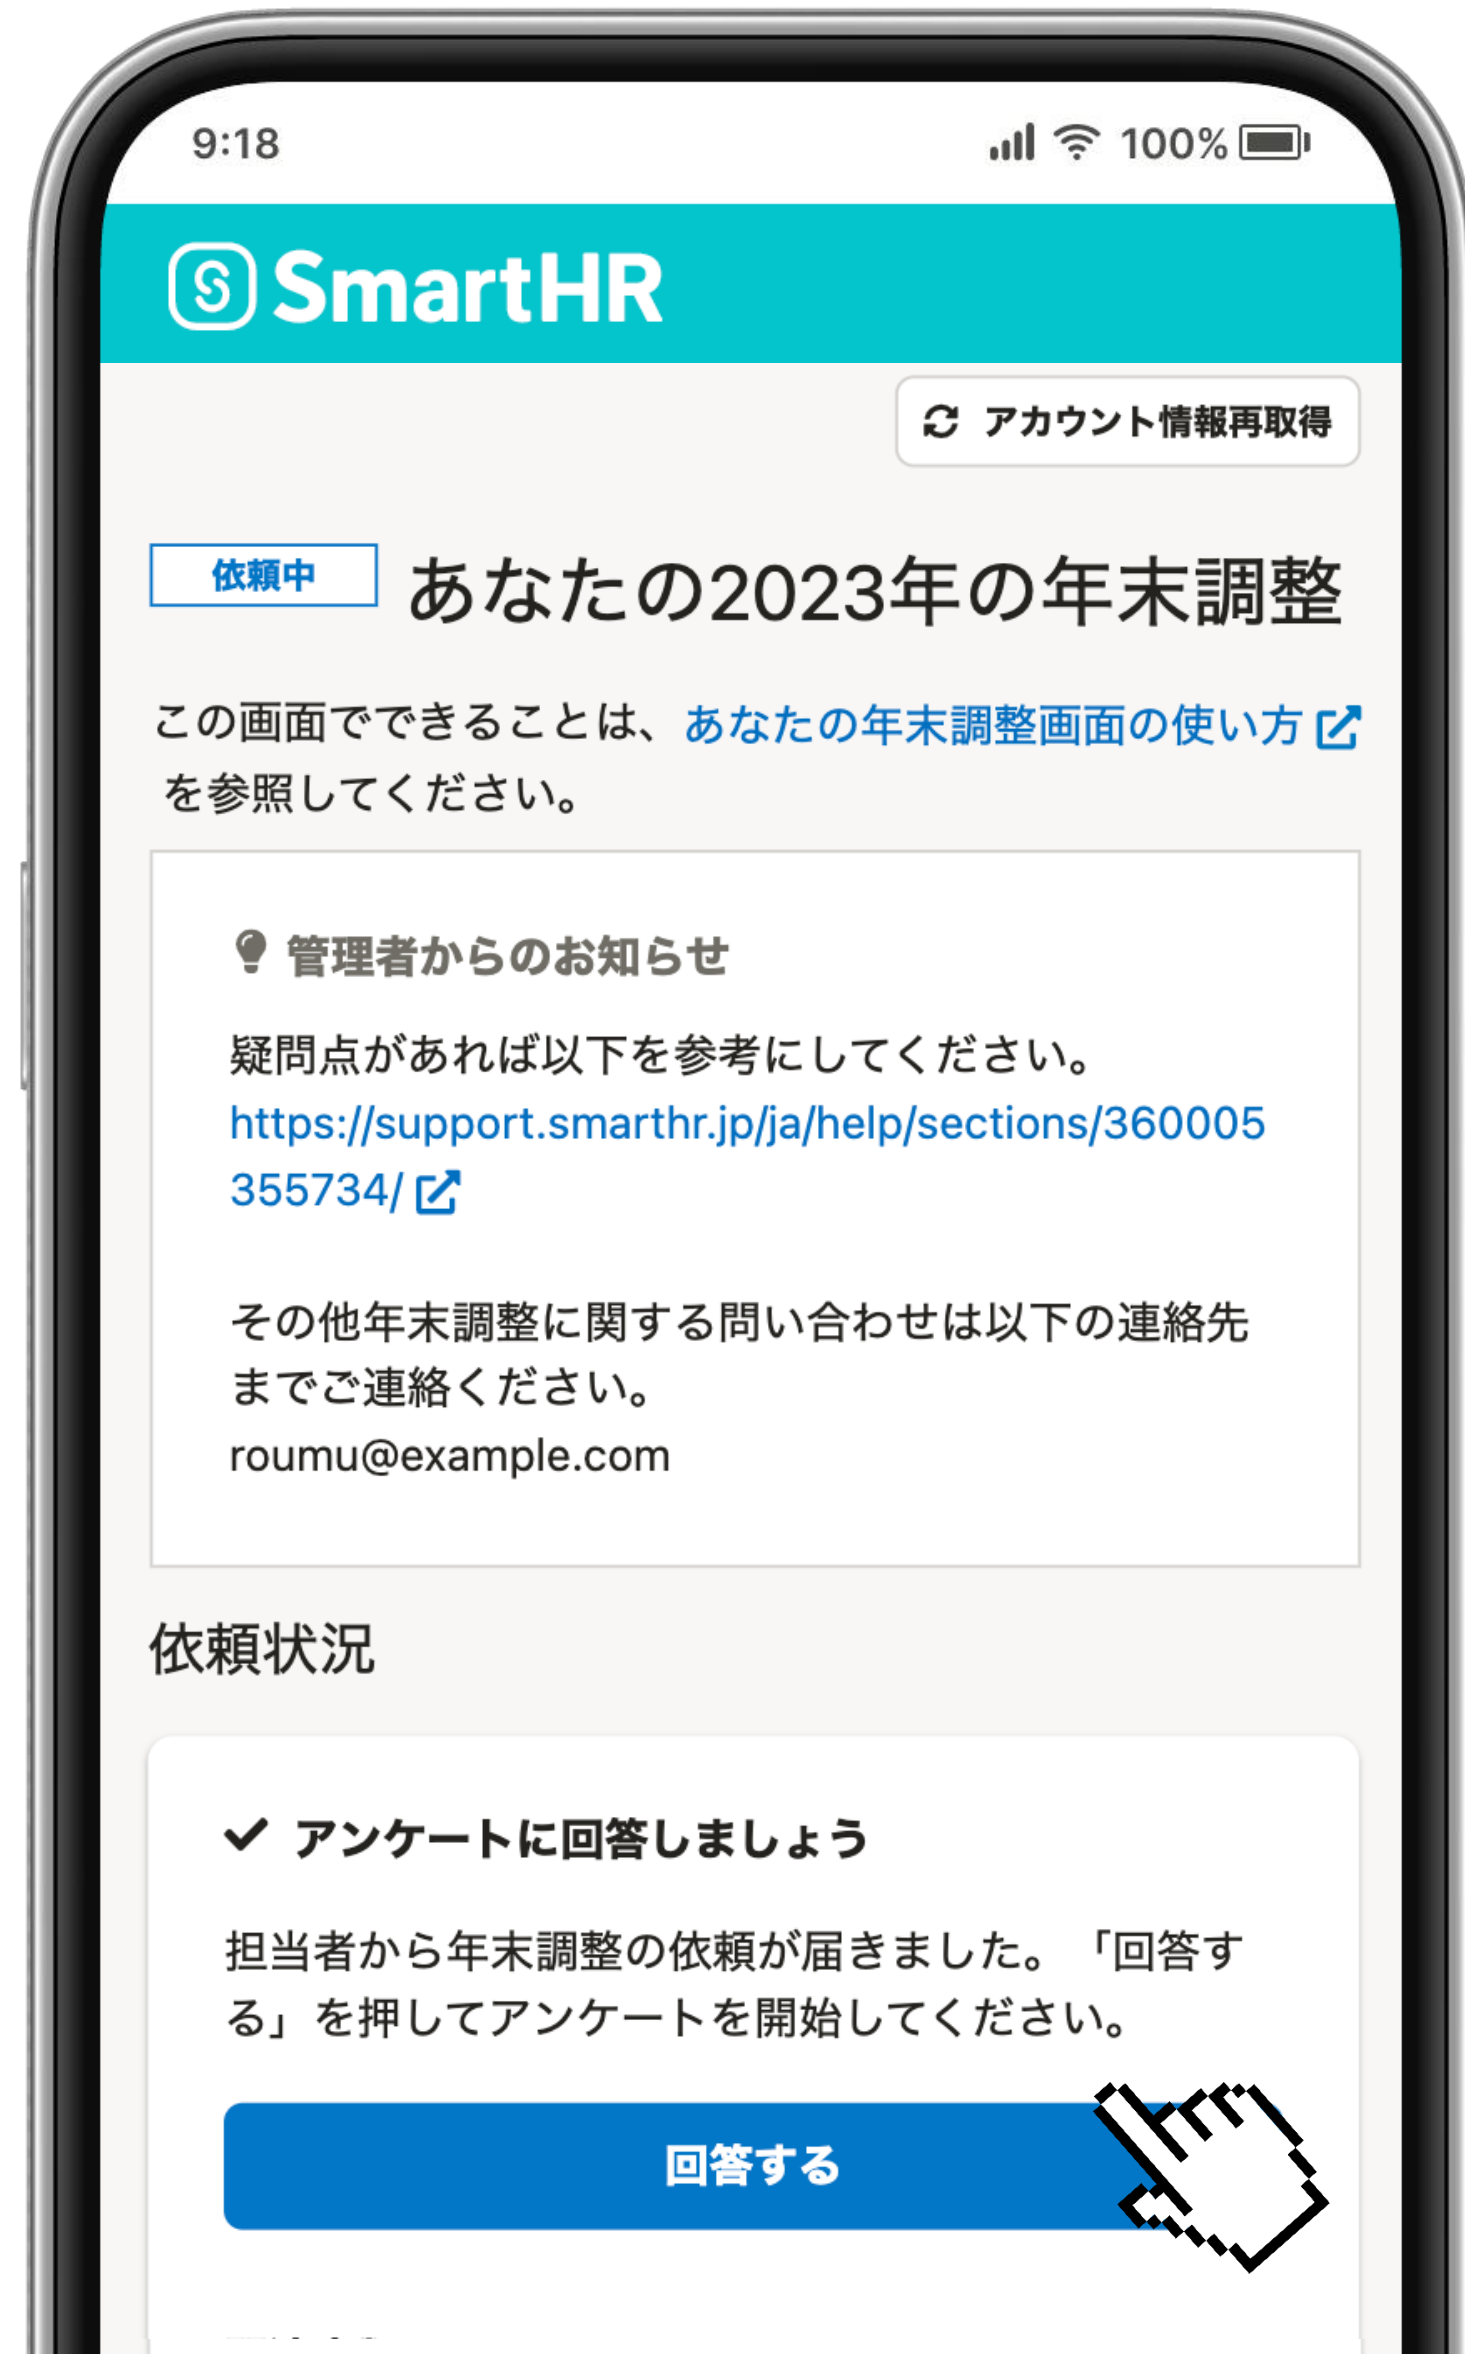 9:18
100%
SmartHR
アカウント情報再取得
依頼中
あなたの2023年の年末調整
この画面でできることは、あなたの年末調整画面の使い方
を参照してください。
管理者からのお知らせ
疑問点があれば以下を参考にしてください。
https://support.smarthr.jp/ja/help/sections/360005
355734/
その他年末調整に関する問い合わせは以下の連絡先
までご連絡ください。
roumu@example.com
依頼状況
アンケートに回答しましょう
担当者から年末調整の依頼が届きました。「回答す
る」を押してアンケートを開始してください。
回答する